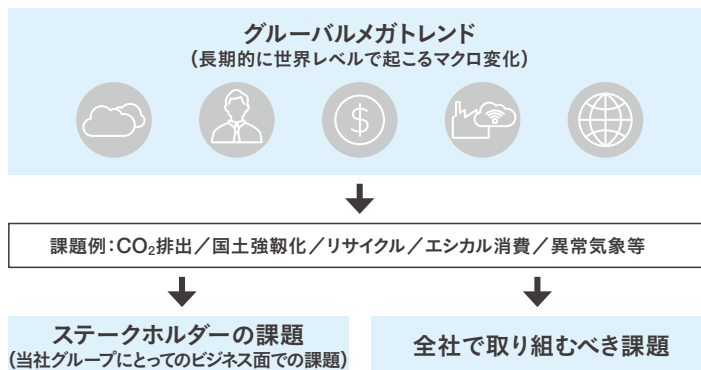 グルーバルメガトレンド
(長期的に世界レベルで起こるマクロ変化)
$
課題例：CO₂排出／国土強靱化／リサイクル／エシカル消費／異常気象等
ステークホルダーの課題
(当社グループにとってのビジネス面での課題)
全社で取り組むべき課題